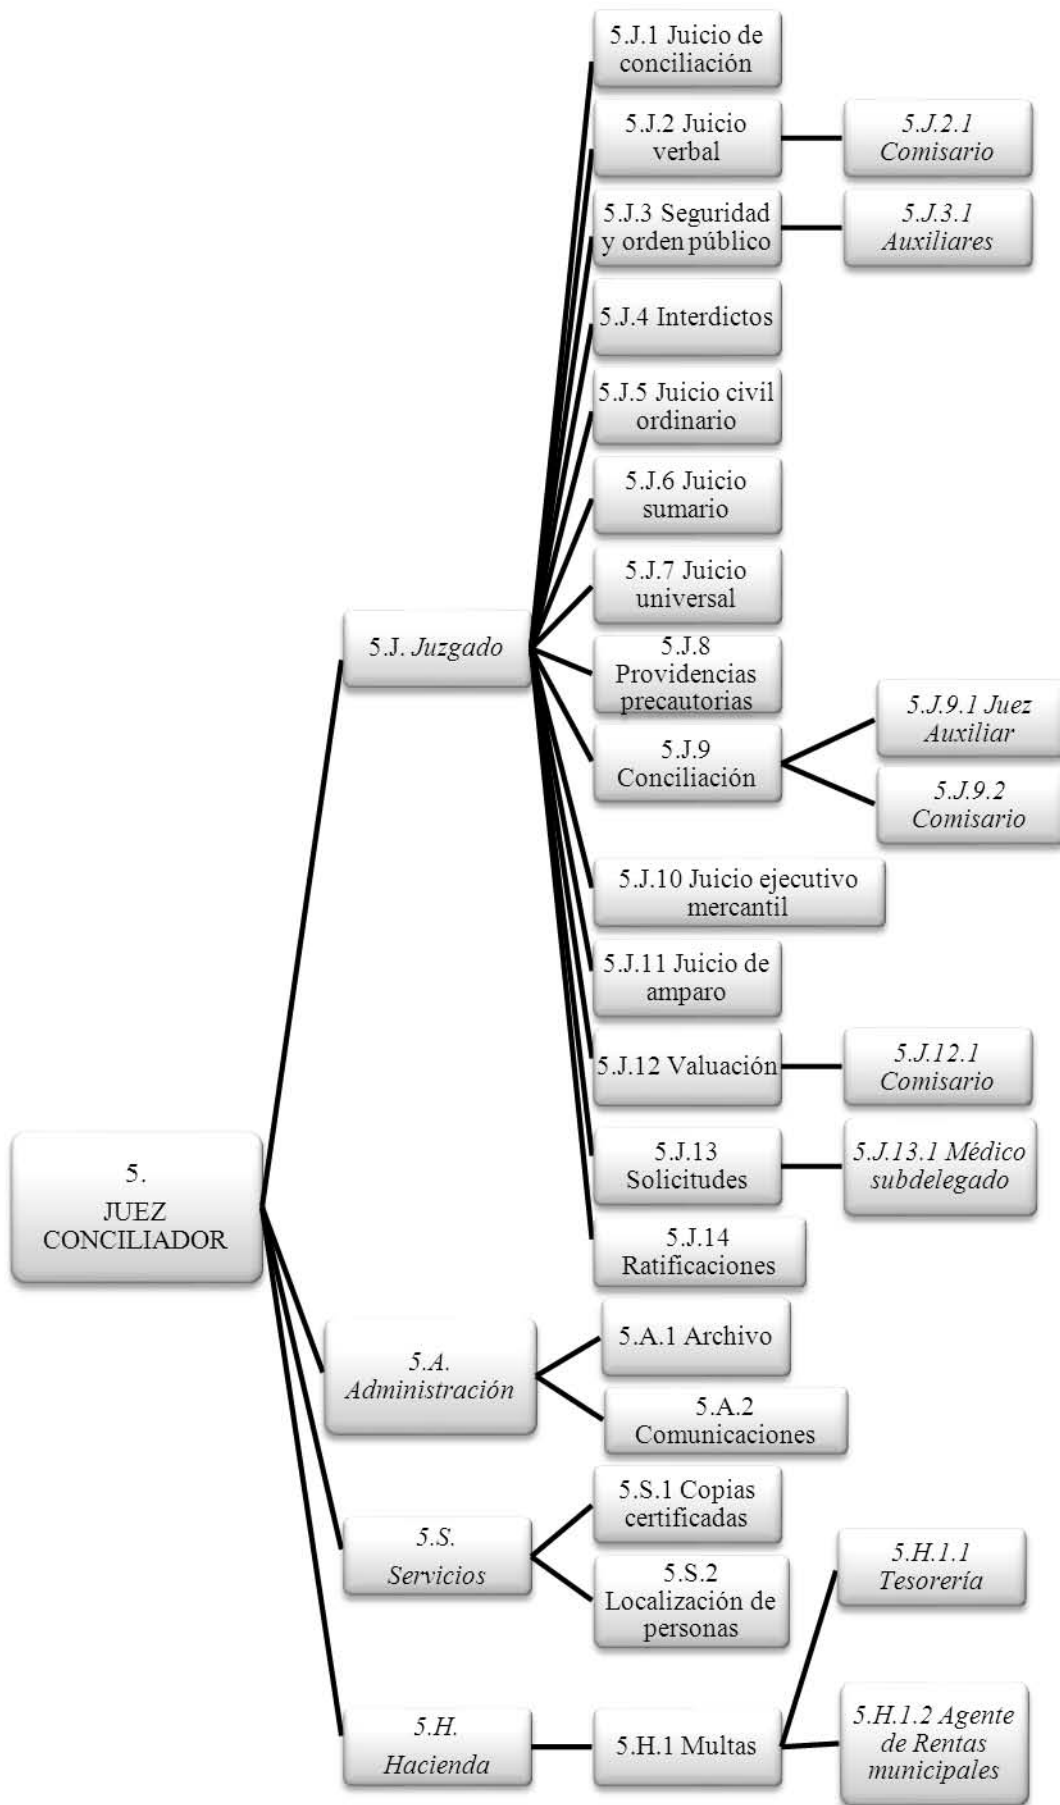 5.
JUEZ
CONCILIADOR
5.J. Juzgado
5.J.1 Juicio de
conciliación
5.J.2 Juicio
verbal
5.J.2.1
Comisario
5.J.3 Seguridad
y orden público
5.J.3.1
Auxiliares
5.J.4 Interdictos
5.J.5 Juicio civil
ordinario
5.J.6 Juicio
sumario
5.J.7 Juicio
universal
5.J.8
Providencias
precautorias
5.J.9
Conciliación
5.J.9.1 Juez
Auxiliar
5.J.9.2
Comisario
5.J.10 Juicio ejecutivo
mercantil
5.J.11 Juicio de
amparo
5.J.12 Valuación
5.J.12.1
Comisario
5.J.13
Solicitudes
5.J.13.1 Médico
subdelegado
5.J.14
Ratificaciones
5.A.
Administración
5.A.1 Archivo
5.A.2
Comunicaciones
5.S.
Servicios
5.S.1 Copias
certificadas
5.S.2
Localización de
personas
5.H.
Hacienda
5.H.1 Multas
5.H.1.1
Tesorería
5.H.1.2 Agente
de Rentas
municipales